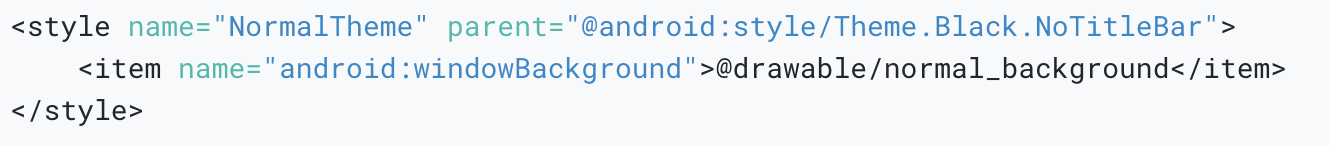 <style name="NormalTheme" parent="@android:style/Theme.Black.NoTitleBar">
    <item name="android:windowBackground">@drawable/normal_background</item>
</style>